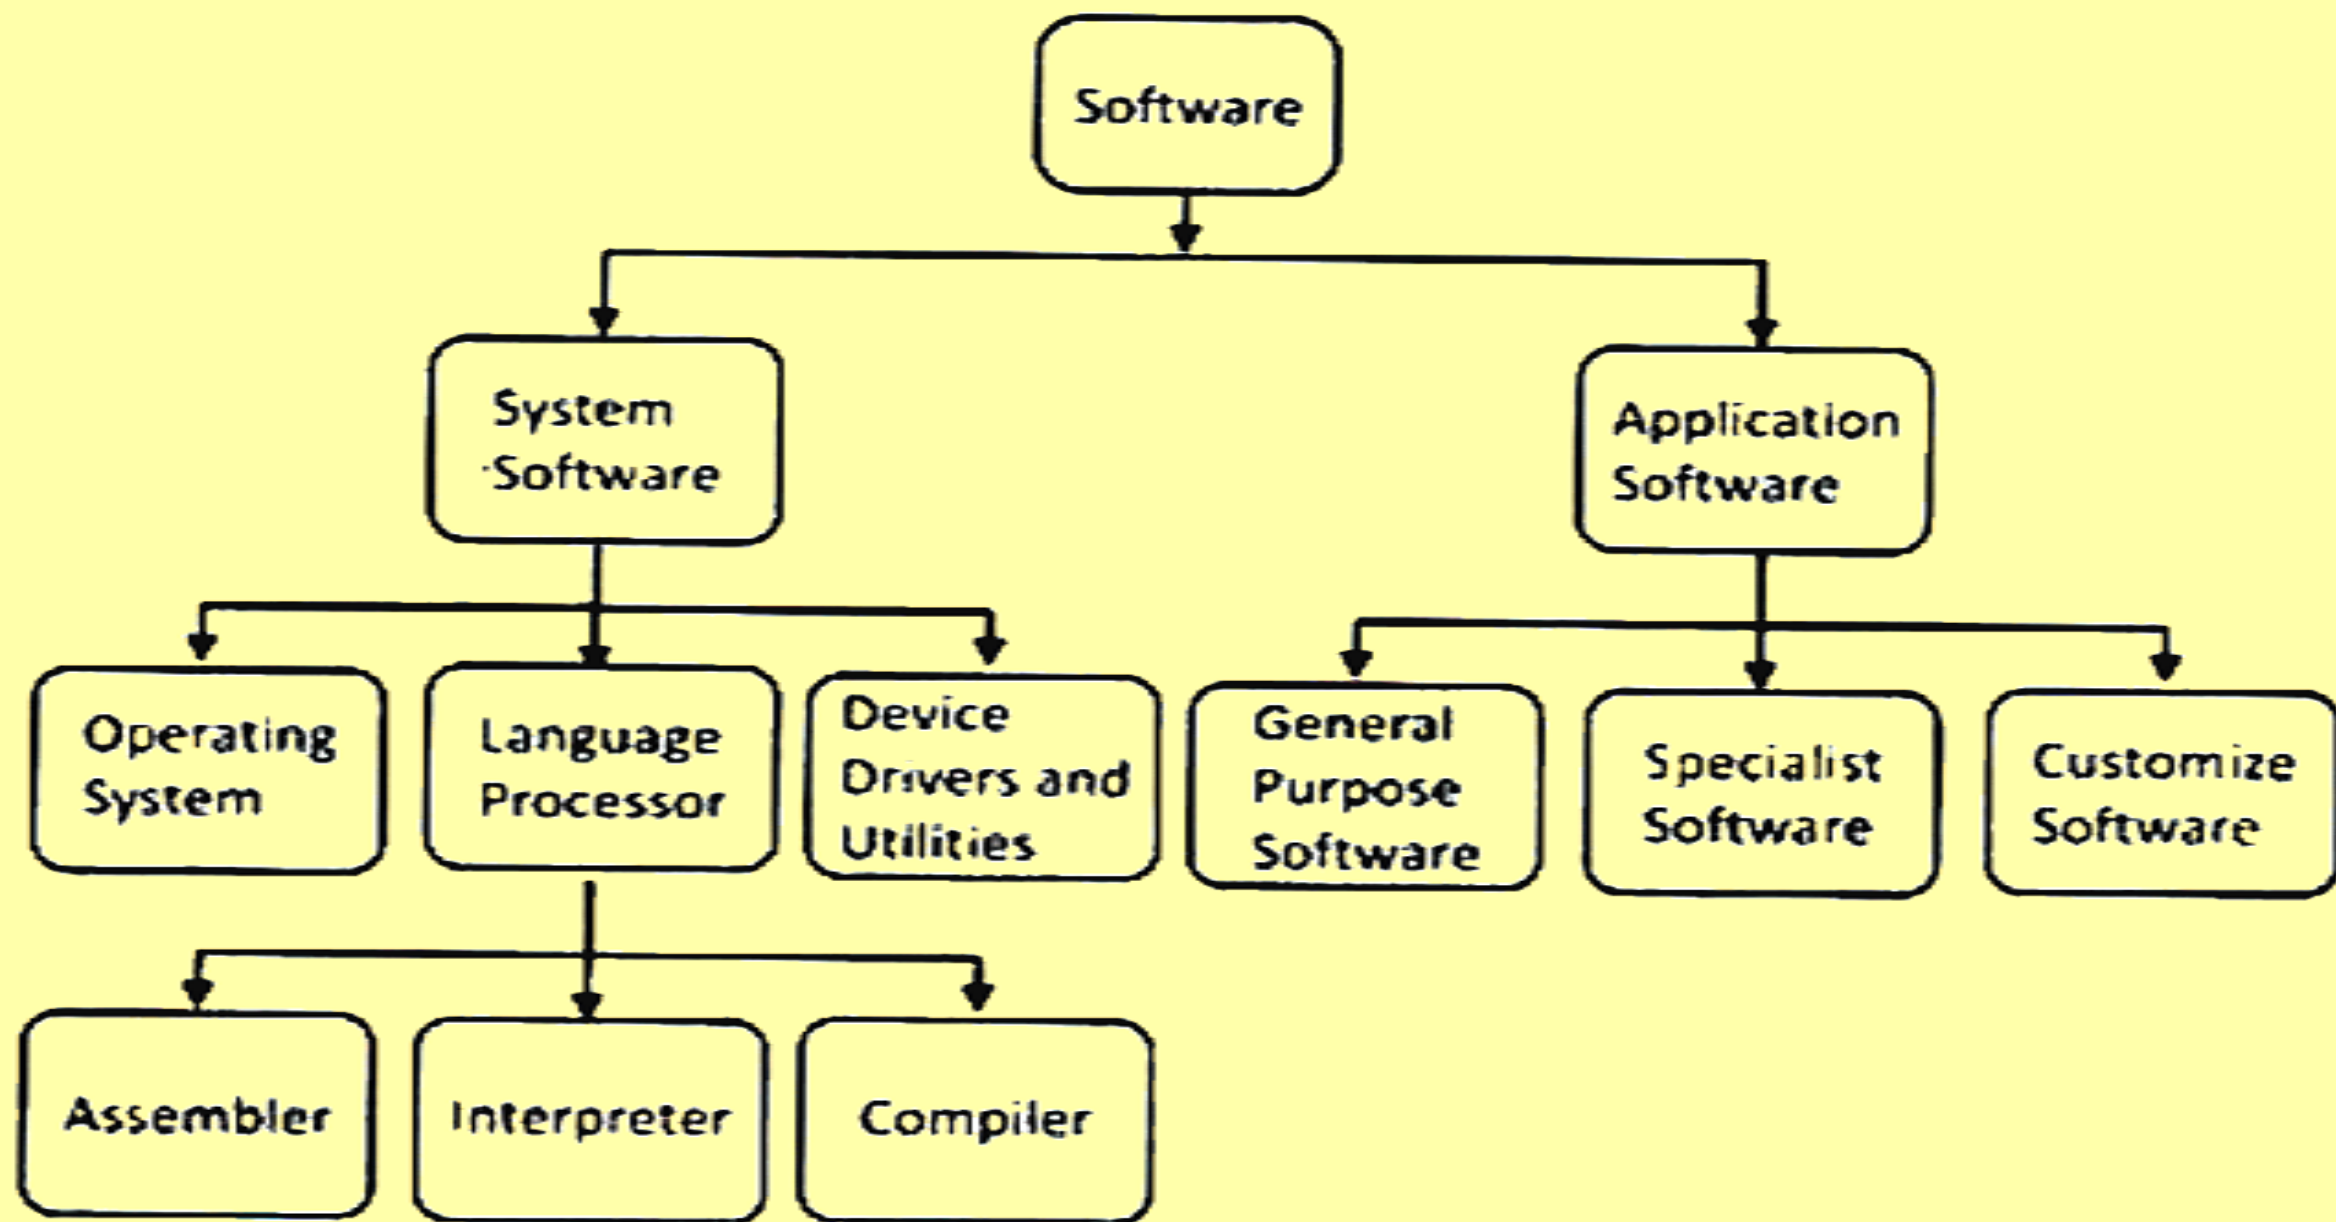 Software
System
Software
Application
Software
Operating
System
Language
Processor
Device
Drivers and
Utilities
General
Purpose
Software
Specialist
Software
Customize
Software
Assembler
Interpreter
Compiler